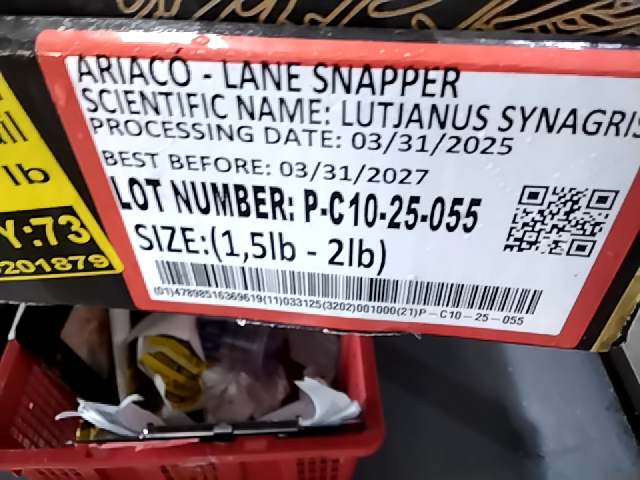 ARIACÓ - LANE SNAPPER
SCIENTIFIC NAME: LUTJANUS SYNAGRIS
PROCESSING DATE: 03/31/2025
BEST BEFORE: 03/31/2027
LOT NUMBER: P-C10-25-055
SIZE:(1,5lb - 2lb)
(01)47898516369619(11)033125(3202)001000(21)P-C10-25-055
lb
Y:73
201879